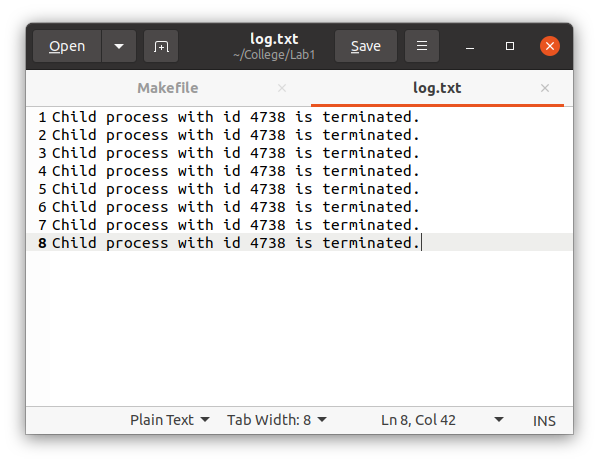 Open
log.txt
~/College/Lab1
Save
Makefile
log.txt
1 Child process with id 4738 is terminated.
2 Child process with id 4738 is terminated.
3 Child process with id 4738 is terminated.
4 Child process with id 4738 is terminated.
5 Child process with id 4738 is terminated.
6 Child process with id 4738 is terminated.
7 Child process with id 4738 is terminated.
8 Child process with id 4738 is terminated.
Plain Text Tab Width: 8 Ln 8, Col 42 INS